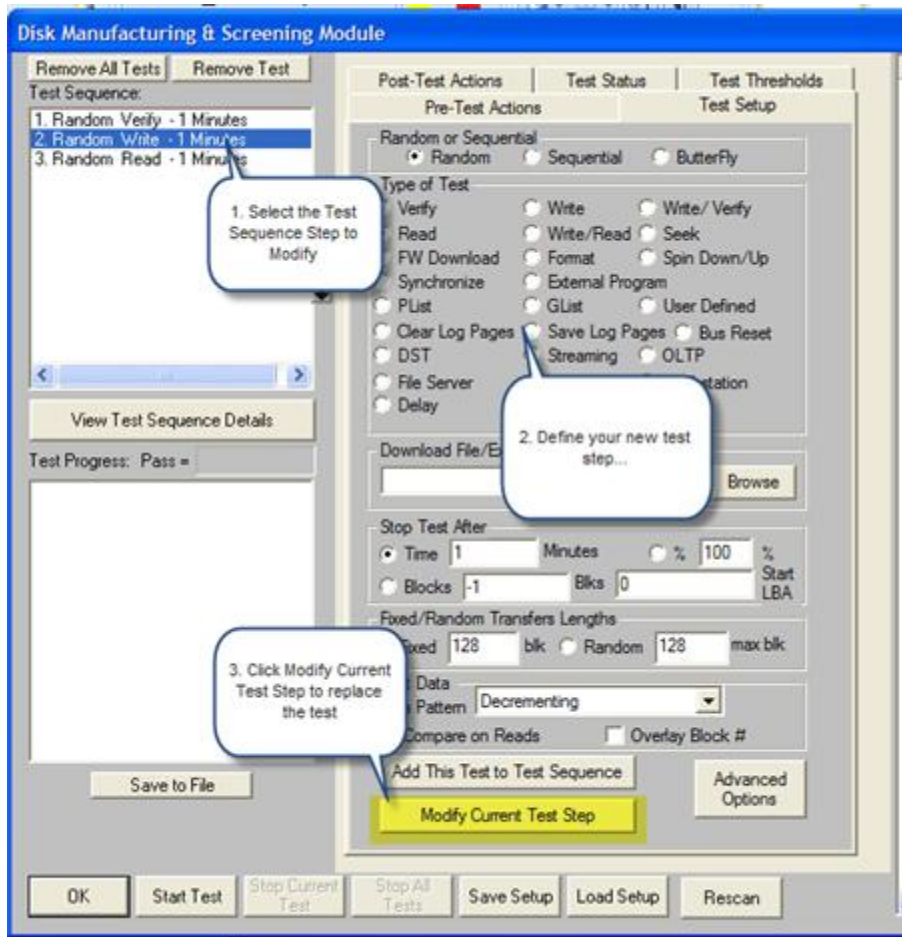 Disk Manufacturing & Screening Module
Remove All Tests Remove Test
Test Sequence:
1. Random Verify - 1 Minutes
2. Random Write - 1 Minutes
3. Random Read - 1 Minutes
1. Select the Test
Sequence Step to
Modify
View Test Sequence Details
Test Progress: Pass =
3. Click Modify Current
Test Step to replace
the test
Save to File
Post-Test Actions Test Status Test Thresholds
Pre-Test Actions Test Setup
Random or Sequential
Random Sequential ButterFly
Type of Test
Verify Write Write/ Verify
Read Write/Read Seek
FW Download Format Spin Down/Up
Synchronize External Program
PList GList User Defined
Clear Log Pages Save Log Pages Bus Reset
DST Streaming OLTP
File Server station
Delay
2. Define your new test
step...
Download File/E
Browse
Stop Test After
Time 1 Minutes % 100 %
Blocks -1 Blks 0 Start
LBA
Fixed/Random Transfers Lengths
ixed 128 blk Random 128 max blk
Data
Pattern Decrementing
Compare on Reads Overlay Block #
Add This Test to Test Sequence
Modify Current Test Step
Advanced
Options
OK Start Test Stop Current
Test Stop All
Tests Save Setup Load Setup Rescan